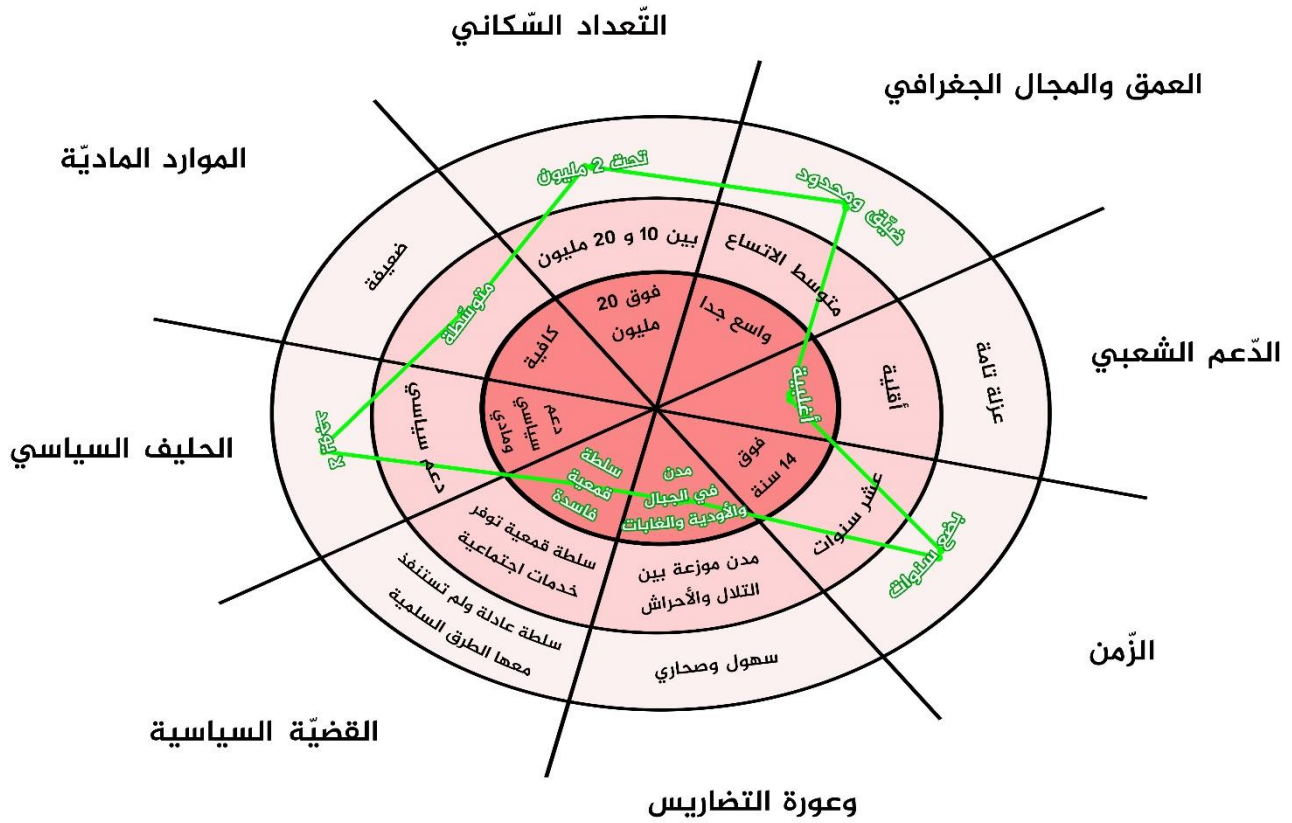 التّعداد السّكاني
العمق والمجال الجغرافي
الموارد الماديّة
الدّعم الشعبي
الحليف السياسي
الزّمن
القضيّة السياسية
وعورة التضاريس
تحت 2 مليون
بين 10 و 20 مليون
فوق 20
مليون
ضيّق ومحدود
متوسط الاتساع
واسع جدا
عزلة تامة
أقلية
أغلبية
بضع سنوات
عشر سنوات
فوق
14 سنة
مدن
في الجبال
والأودية والغابات
مدن موزعة بين
التلال والأحراش
سهول وصحاري
سلطة
قمعية
فاسدة
سلطة قمعية توفر
خدمات اجتماعية
سلطة عادلة ولم تستنفذ
معها الطرق السلمية
دعم
سياسي
ومادي
دعم سياسي
لا يوجد
كافية
متوسّطة
ضعيفة